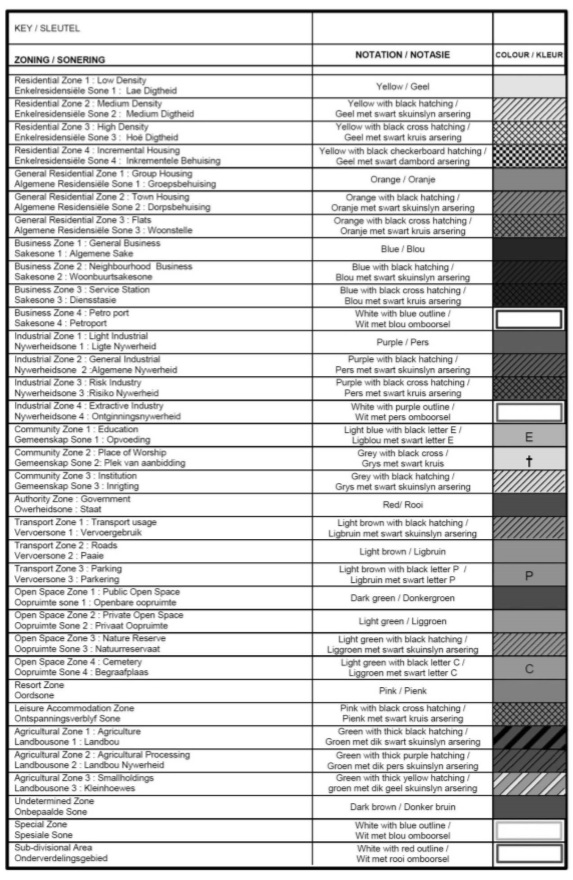 KEY / SLEUTEL
ZONING / SONERING
NOTATION / NOTASIE
COLOUR / KLEUR
Residential Zone 1 : Low Density
Enkelresidensiële Sone 1 : Lae Digtheid
Yellow / Geel
Residential Zone 2 : Medium Density
Enkelresidensiële Sone 2 : Medium Digtheid
Yellow with black hatching /
Geel met swart skuinslyn arsering
Residential Zone 3 : High Density
Enkelresidensiële Sone 3 : Hoë Digtheid
Yellow with black cross hatching /
Geel met swart kruis arsering
Residential Zone 4 : Incremental Housing
Enkelresidensiële Sone 4 : Inkrementele Behuising
Yellow with black checkerboard hatching /
Geel met swart dambord arsering
General Residential Zone 1 : Group Housing
Algemene Residensiële Sone 1 : Groepsbehuising
Orange / Oranje
General Residential Zone 2 : Town Housing
Algemene Residensiële Sone 2 : Dorpsbehuising
Orange with black hatching /
Oranje met swart skuinslyn arsering
General Residential Zone 3 : Flats
Algemene Residensiële Sone 3 : Woonstelle
Orange with black cross hatching /
Oranje met swart kruis arsering
Business Zone 1 : General Business
Sakesone 1 : Algemene Sake
Blue / Blou
Business Zone 2 : Neighbourhood Business
Sakesone 2 : Woonbuurtsakesone
Blue with black hatching /
Blou met swart skuinslyn arsering
Business Zone 3 : Service Station
Sakesone 3 : Diensstasie
Blue with black cross hatching /
Blou met swart kruis arsering
Business Zone 4 : Petro port
Sakesone 4 : Petroport
White with blue outline /
Wit met blou omboorsel
Industrial Zone 1 : Light Industrial
Nywerheidsone 1 : Ligte Nywerheid
Purple / Pers
Industrial Zone 2 : General Industrial
Nywerheidsone 2 :Algemene Nywerheid
Purple with black hatching /
Pers met swart skuinslyn arsering
Industrial Zone 3 : Risk Industry
Nywerheidsone 3 :Risiko Nywerheid
Purple with black cross hatching /
Pers met swart kruis arsering
Industrial Zone 4 : Extractive Industry
Nywerheidsone 4 : Ontginningsnywerheid
White with purple outline /
Wit met pers omboorsel
Community Zone 1 : Education
Gemeenskap Sone 1 : Opvoeding
Light blue with black letter E /
Ligblou met swart letter E
E
Community Zone 2 : Place of Worship
Gemeenskap Sone 2: Plek van aanbidding
Grey with black cross /
Grys met swart kruis
Community Zone 3 : Institution
Gemeenskap Sone 3 : Inrigting
Grey with black hatching /
Grys met swart skuinslyn arsering
Authority Zone : Government
Owerheidsone : Staat
Red/ Rooi
Transport Zone 1 : Transport usage
Vervoersone 1 : Vervoergebruik
Light brown with black hatching /
Ligbruin met swart skuinslyn arsering
Transport Zone 2 : Roads
Vervoersone 2 : Paaie
Light brown / Ligbruin
Transport Zone 3 : Parking
Vervoersone 3 : Parkering
Light brown with black letter P /
Ligbruin met swart letter P
P
Open Space Zone 1 : Public Open Space
Oopruimte sone 1 : Openbare oopruimte
Dark green / Donkergroen
Open Space Zone 2 : Private Open Space
Oopruimte Sone 2 : Privaat Oopruimte
Light green / Liggroen
Open Space Zone 3 : Nature Reserve
Oopruimte Sone 3 : Natuurreservaat
Light green with black hatching /
Liggroen met swart skuinslyn arsering
Open Space Zone 4 : Cemetery
Oopruimte Sone 4 : Begraafplaas
Light green with black letter C /
Liggroen met swart letter C
C
Resort Zone
Oordsone
Pink / Pienk
Leisure Accommodation Zone
Ontspanningsverblyf Sone
Pink with black cross hatching /
Pienk met swart kruis arsering
Agricultural Zone 1 : Agriculture
Landbousone 1 : Landbou
Green with thick black hatching /
Groen met dik swart skuinslyn arsering
Agricultural Zone 2 : Agricultural Processing
Landbousone 2 : Landbou Nywerheid
Green with thick purple hatching /
Groen met dik pers skuinslyn arsering
Agricultural Zone 3 : Smallholdings
Landbousone 3 : Kleinhoewes
Green with thick yellow hatching /
groen met dik geel skuinslyn arsering
Undetermined Zone
Onbepaalde Sone
Dark brown / Donker bruin
Special Zone
Spesiale Sone
White with blue outline /
Wit met blou omboorsel
Sub-divisional Area
Onderverdelingsgebied
White with red outline /
Wit met rooi omboorsel